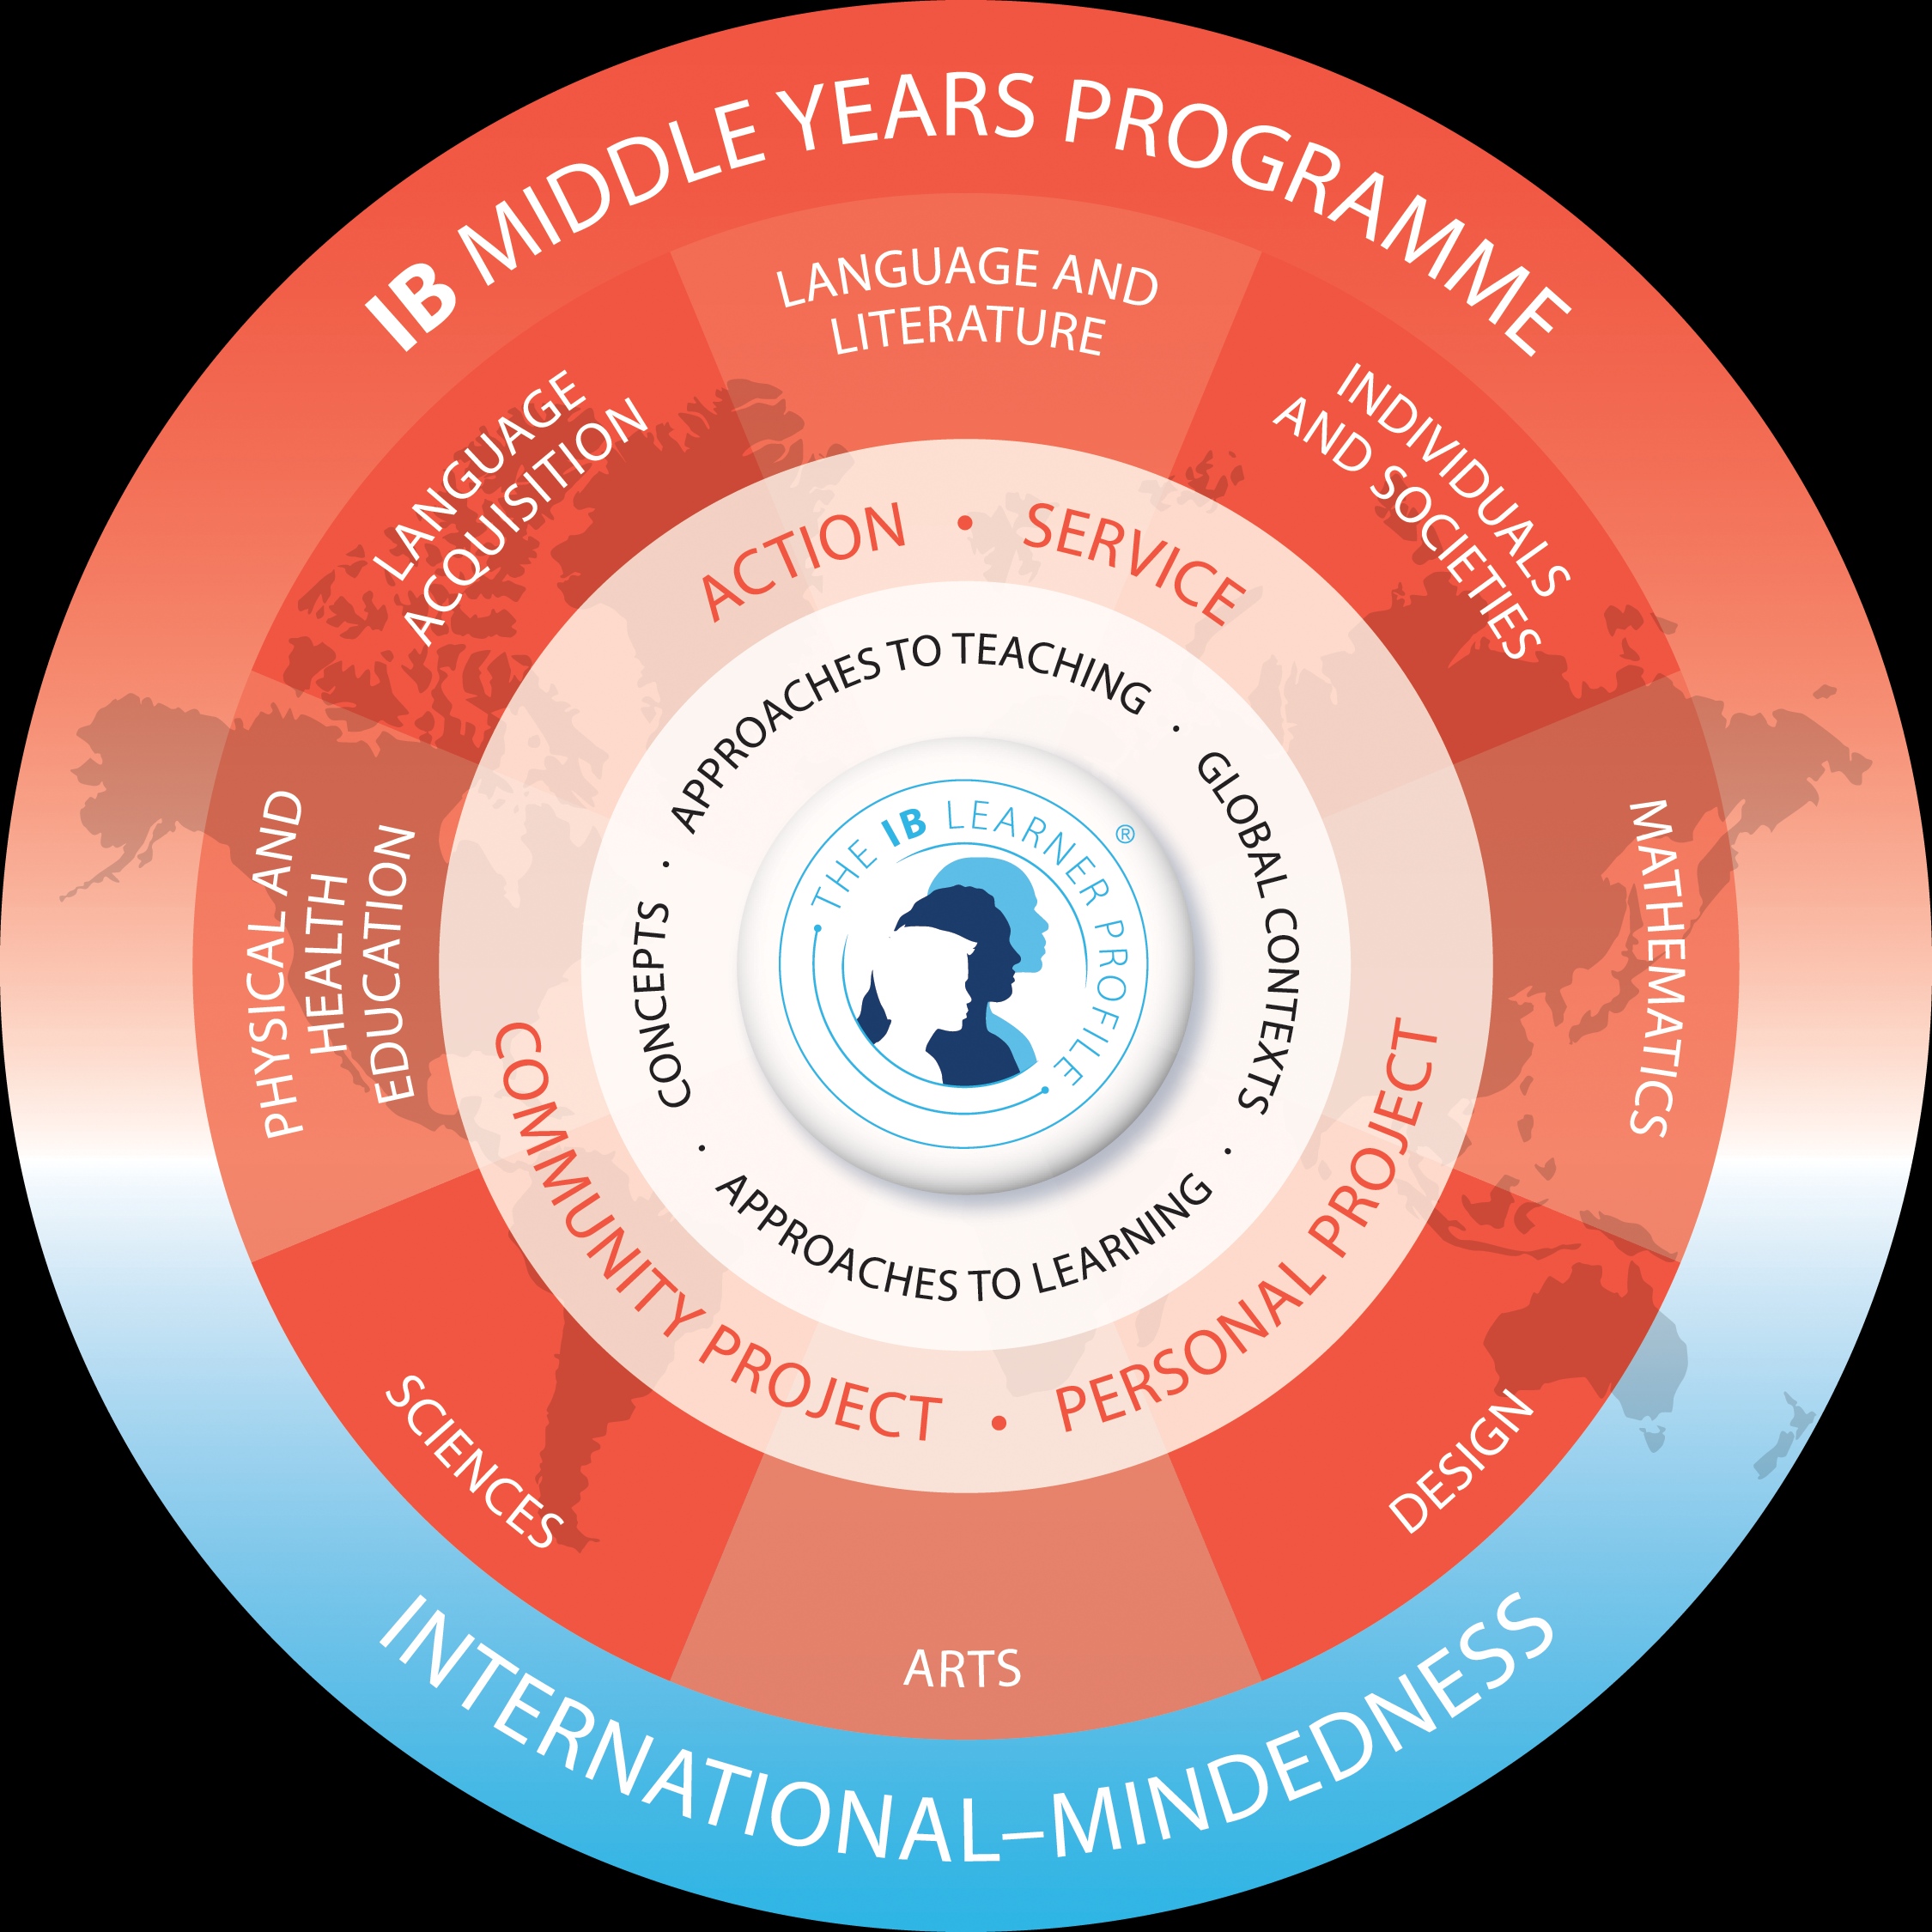 IB MIDDLE YEARS PROGRAMME
LANGUAGE AND
LITERATURE
INDIVIDUALS
AND SOCIETIES
MATHEMATICS
DESIGN
ARTS
SCIENCES
PHYSICAL AND
HEALTH
EDUCATION
LANGUAGE
ACQUISITION
ACTION • SERVICE
COMMUNITY PROJECT • PERSONAL PROJECT
APPROACHES TO TEACHING • GLOBAL CONTEXTS •
APPROACHES TO LEARNING •
CONCEPTS •
THE IB LEARNER PROFILE ®
INTERNATIONAL–MINDEDNESS